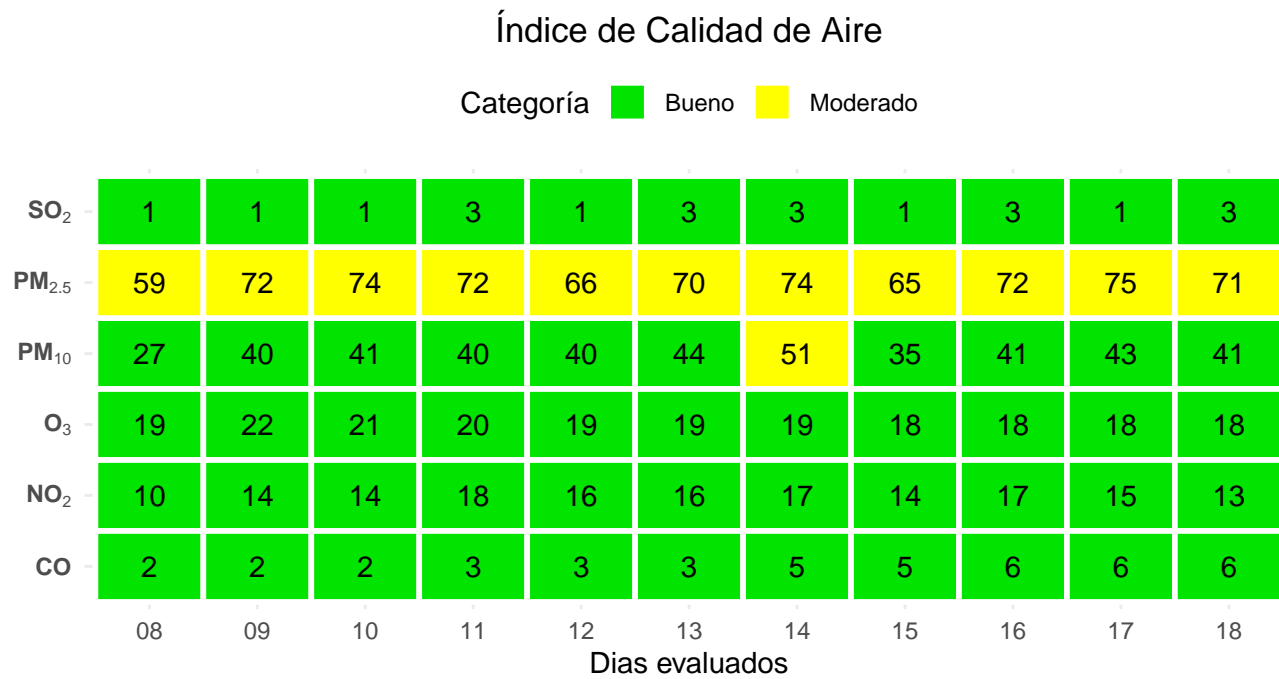 Índice de Calidad de Aire
Categoría Bueno Moderado
SO₂ 1 1 1 3 1 3 3 1 3 1 3
PM₂.₅ 59 72 74 72 66 70 74 65 72 75 71
PM₁₀ 27 40 41 40 40 44 51 35 41 43 41
O₃ 19 22 21 20 19 19 19 18 18 18 18
NO₂ 10 14 14 18 16 16 17 14 17 15 13
CO 2 2 2 3 3 3 5 5 6 6 6
08 09 10 11 12 13 14 15 16 17 18
Dias evaluados